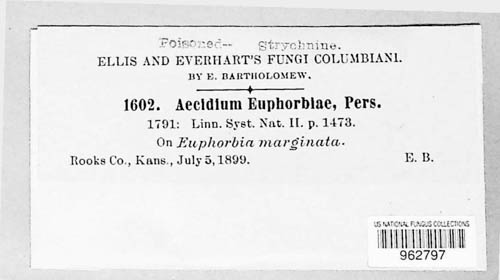 Poisoned-- Strychnine.
ELLIS AND EVERHART'S FUNGI COLUMBIANI.
BY E. BARTHOLOMEW.
1602. Aecidium Euphorbiae, Pers.
1791: Linn. Syst. Nat. II. p. 1473.
On Euphorbia marginata.
Rooks Co., Kans., July 5, 1899. E. B.
US NATIONAL FUNGUS COLLECTIONS
962797